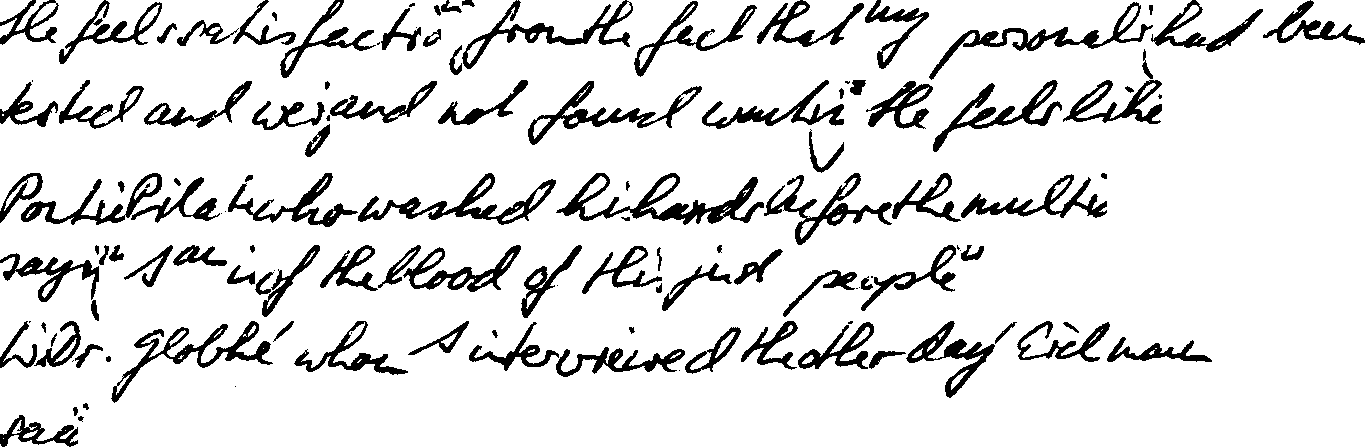 He feels satisfaction from the fact that "my personality had been
tested and weighed and not found wanting" He feels like
Pontius Pilate who washed his hands before the multitude
saying "I am innocent of the blood of this just people"
Dr. Globke whom I interviewed the other day Eichmann
said